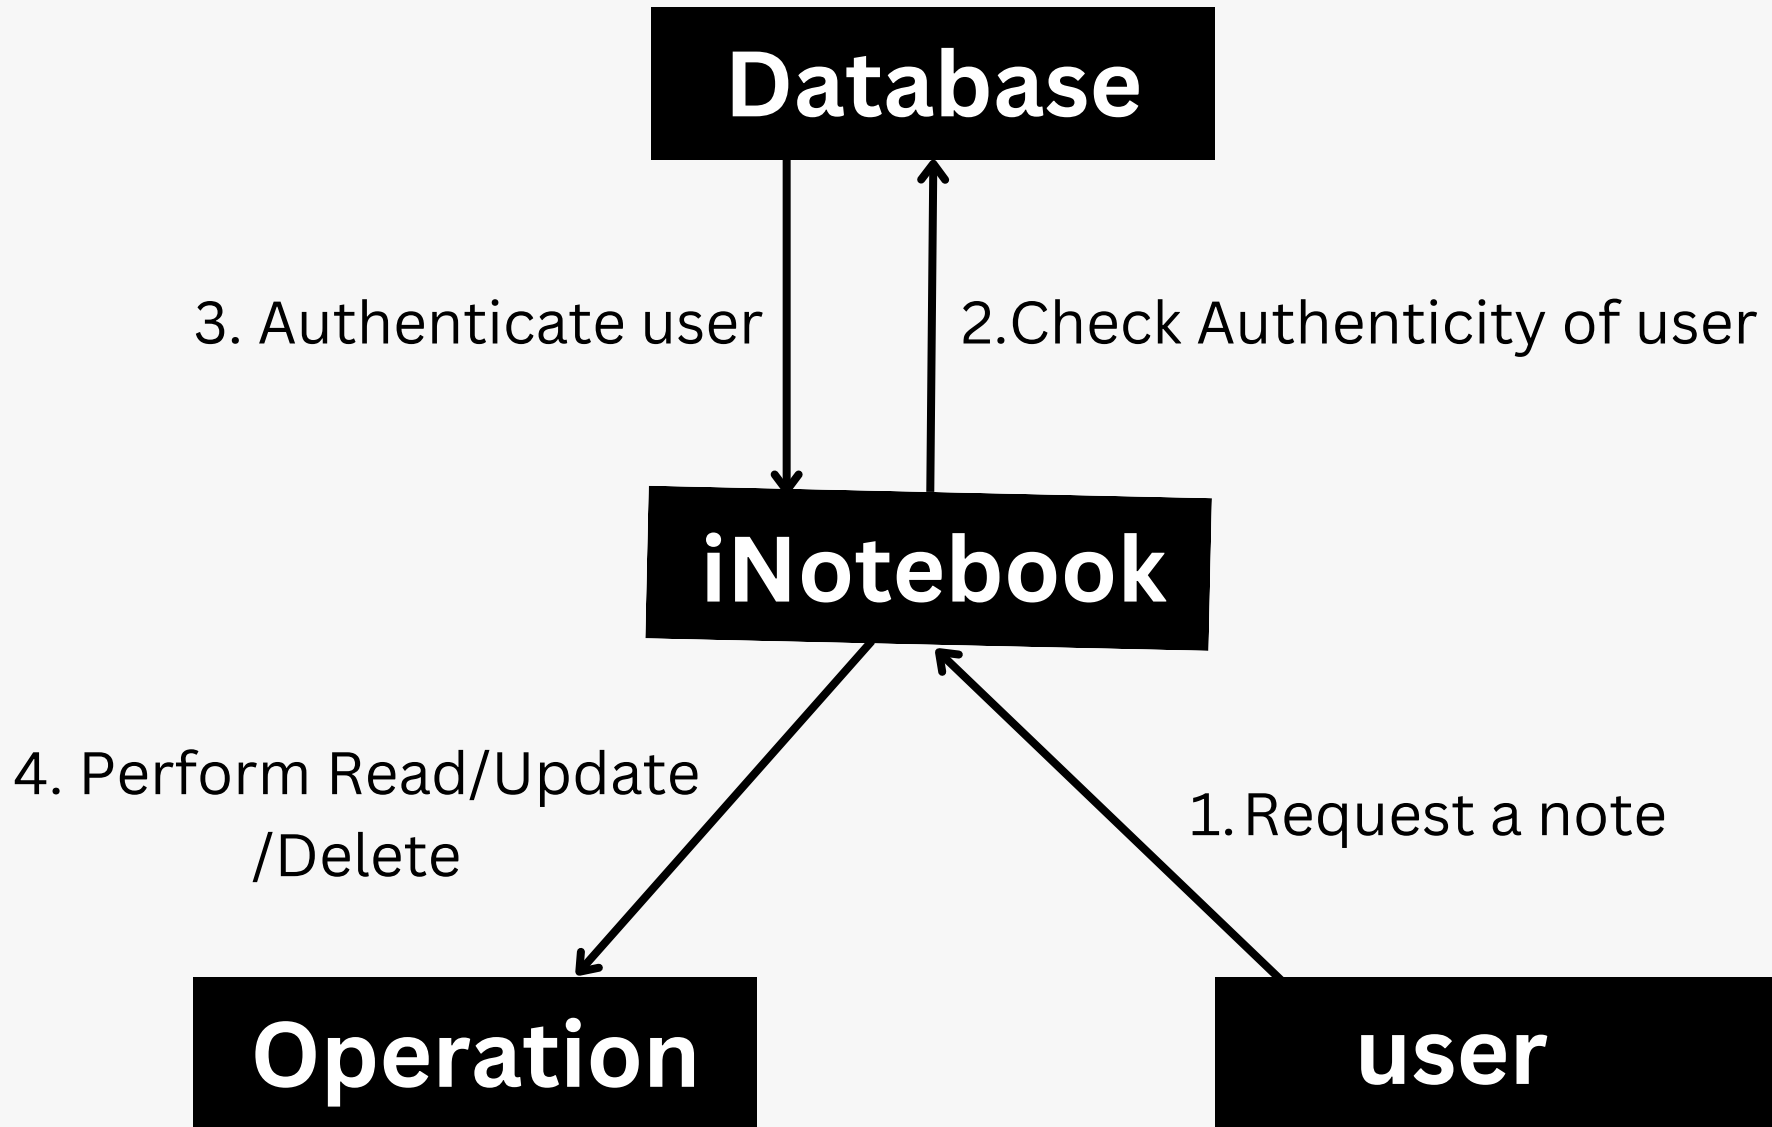 Database
3. Authenticate user
2.Check Authenticity of user
iNotebook
4. Perform Read/Update
/Delete
1.Request a note
Operation
user